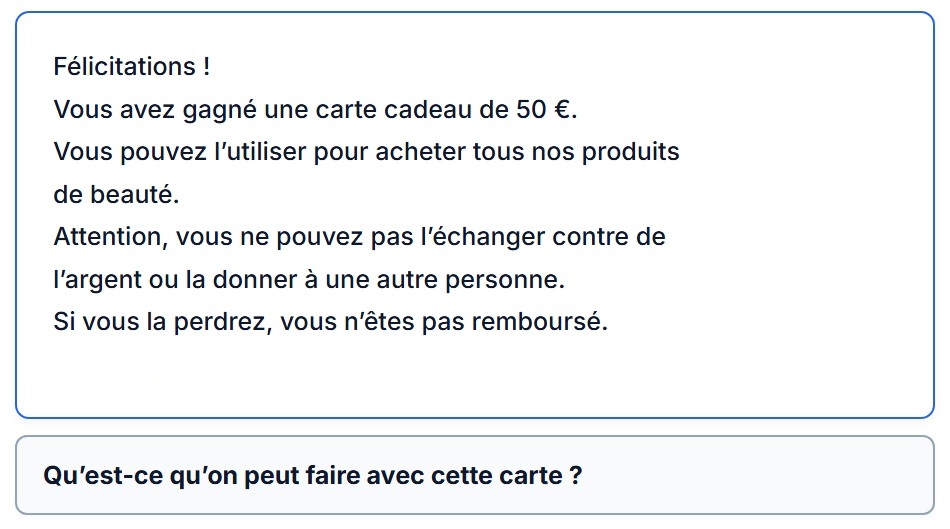 Félicitations !
Vous avez gagné une carte cadeau de 50 €.
Vous pouvez l’utiliser pour acheter tous nos produits
de beauté.
Attention, vous ne pouvez pas l’échanger contre de
l’argent ou la donner à une autre personne.
Si vous la perdrez, vous n’êtes pas remboursé.
Qu’est-ce qu’on peut faire avec cette carte ?